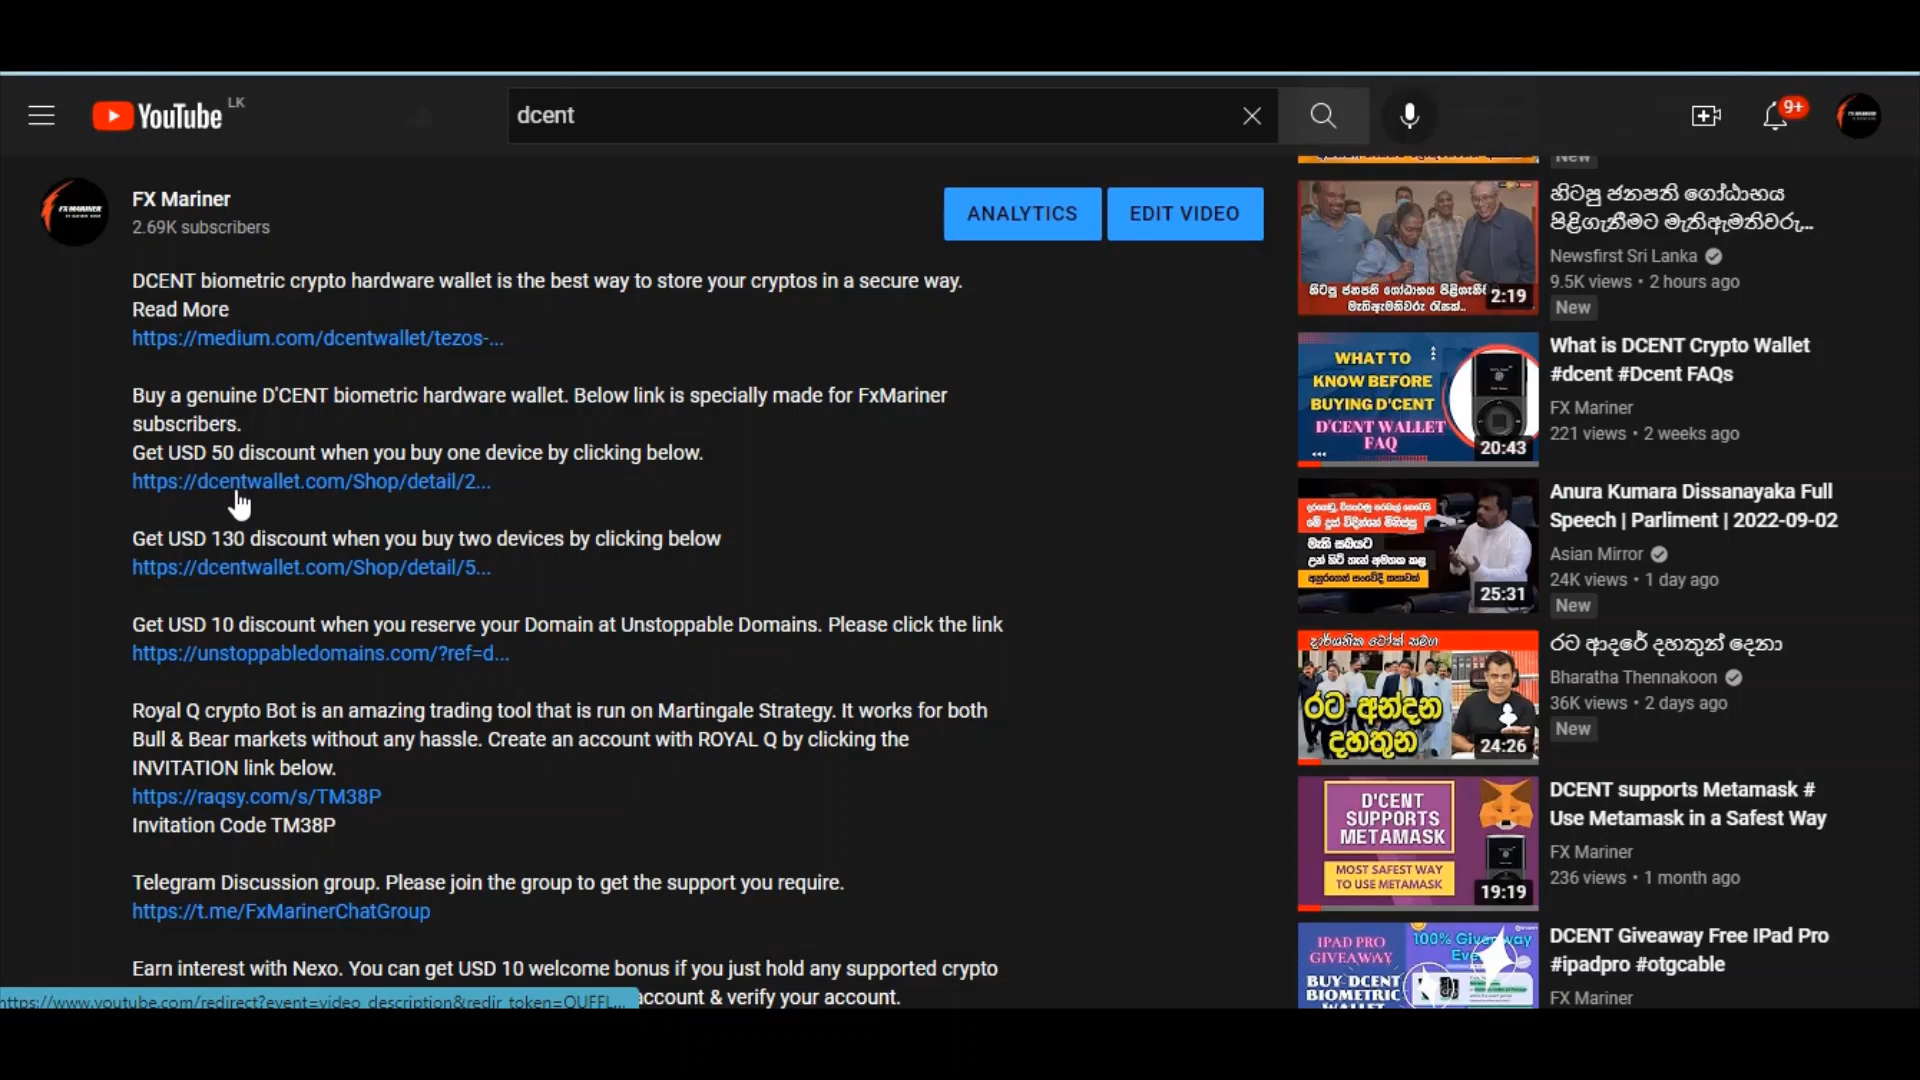 YouTube LK
dcent
9+
FX Mariner
2.69K subscribers
ANALYTICS
EDIT VIDEO
DCENT biometric crypto hardware wallet is the best way to store your cryptos in a secure way.
Read More
https://medium.com/dcentwallet/tezos-...
Buy a genuine D'CENT biometric hardware wallet. Below link is specially made for FxMariner
subscribers.
Get USD 50 discount when you buy one device by clicking below.
https://dcentwallet.com/Shop/detail/2...
Get USD 130 discount when you buy two devices by clicking below
https://dcentwallet.com/Shop/detail/5...
Get USD 10 discount when you reserve your Domain at Unstoppable Domains. Please click the link
https://unstoppabledomains.com/?ref=d...
Royal Q crypto Bot is an amazing trading tool that is run on Martingale Strategy. It works for both
Bull & Bear markets without any hassle. Create an account with ROYAL Q by clicking the
INVITATION link below.
https://raqsy.com/s/TM38P
Invitation Code TM38P
Telegram Discussion group. Please join the group to get the support you require.
https://t.me/FxMarinerChatGroup
Earn interest with Nexo. You can get USD 10 welcome bonus if you just hold any supported crypto
account & verify your account.
https://www.youtube.com/redirect?event=video_description&redir_token=QUFFL...
New
හිටපු ජනපති ගෝඨාභය
පිළිගැනීමට මැතිඇමතිවරු...
Newsfirst Sri Lanka
9.5K views • 2 hours ago
New
2:19
What is DCENT Crypto Wallet
#dcent #Dcent FAQs
FX Mariner
221 views • 2 weeks ago
WHAT TO
KNOW BEFORE
BUYING D'CENT
D'CENT WALLET
FAQ
20:43
Anura Kumara Dissanayaka Full
Speech | Parliment | 2022-09-02
Asian Mirror
24K views • 1 day ago
New
25:31
රට ආදරේ දහතුන් දෙනා
Bharatha Thennakoon
36K views • 2 days ago
New
රට අන්දන
දහතුන
24:26
DCENT supports Metamask #
Use Metamask in a Safest Way
FX Mariner
236 views • 1 month ago
D'CENT
SUPPORTS
METAMASK
MOST SAFEST WAY
TO USE METAMASK
19:19
DCENT Giveaway Free IPad Pro
#ipadpro #otgcable
FX Mariner
IPAD PRO
GIVEAWAY
BUY DCENT
BIOMETRIC
WALLET